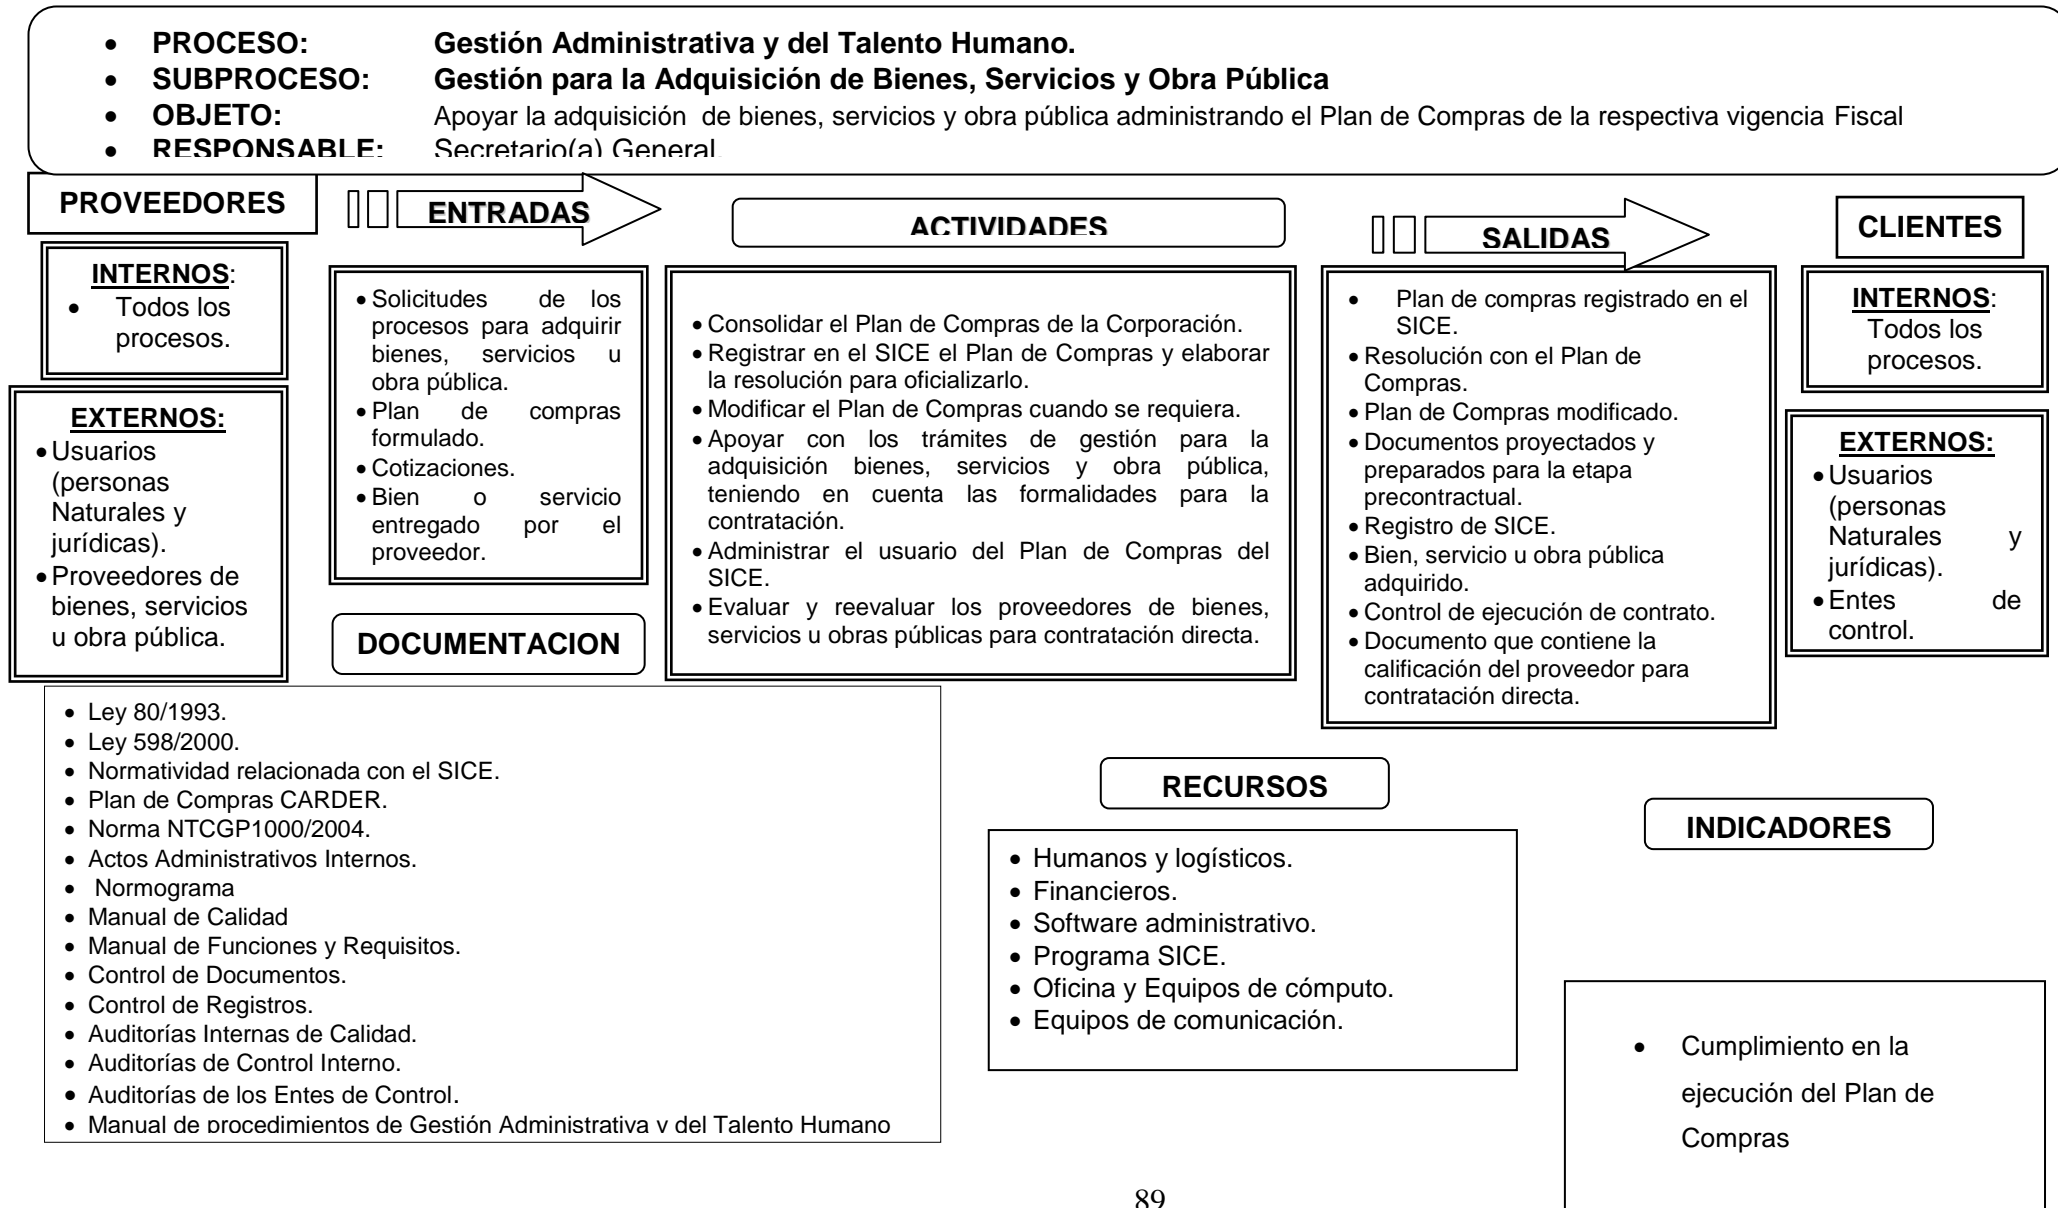 • PROCESO: Gestión Administrativa y del Talento Humano.
• SUBPROCESO: Gestión para la Adquisición de Bienes, Servicios y Obra Pública
• OBJETO: Apoyar la adquisición de bienes, servicios y obra pública administrando el Plan de Compras de la respectiva vigencia Fiscal
• RESPONSABLE: Secretario(a) General.
PROVEEDORES
INTERNOS:
• Todos los
procesos.
EXTERNOS:
• Usuarios
(personas
Naturales y
jurídicas).
• Proveedores de
bienes, servicios
u obra pública.
ENTRADAS
• Solicitudes de los
procesos para adquirir
bienes, servicios u
obra pública.
• Plan de compras
formulado.
• Cotizaciones.
• Bien o servicio
entregado por el
proveedor.
ACTIVIDADES
• Consolidar el Plan de Compras de la Corporación.
• Registrar en el SICE el Plan de Compras y elaborar
la resolución para oficializarlo.
• Modificar el Plan de Compras cuando se requiera.
• Apoyar con los trámites de gestión para la
adquisición bienes, servicios y obra pública,
teniendo en cuenta las formalidades para la
contratación.
• Administrar el usuario del Plan de Compras del
SICE.
• Evaluar y reevaluar los proveedores de bienes,
servicios u obras públicas para contratación directa.
SALIDAS
• Plan de compras registrado en el
SICE.
• Resolución con el Plan de
Compras.
• Plan de Compras modificado.
• Documentos proyectados y
preparados para la etapa
precontractual.
• Registro de SICE.
• Bien, servicio u obra pública
adquirido.
• Control de ejecución de contrato.
• Documento que contiene la
calificación del proveedor para
contratación directa.
CLIENTES
INTERNOS:
Todos los
procesos.
EXTERNOS:
• Usuarios
(personas
Naturales y
jurídicas).
• Entes de
control.
DOCUMENTACION
• Ley 80/1993.
• Ley 598/2000.
• Normatividad relacionada con el SICE.
• Plan de Compras CARDER.
• Norma NTCGP1000/2004.
• Actos Administrativos Internos.
• Normograma
• Manual de Calidad
• Manual de Funciones y Requisitos.
• Control de Documentos.
• Control de Registros.
• Auditorías Internas de Calidad.
• Auditorías de Control Interno.
• Auditorías de los Entes de Control.
• Manual de procedimientos de Gestión Administrativa y del Talento Humano
RECURSOS
• Humanos y logísticos.
• Financieros.
• Software administrativo.
• Programa SICE.
• Oficina y Equipos de cómputo.
• Equipos de comunicación.
INDICADORES
• Cumplimiento en la
ejecución del Plan de
Compras
89